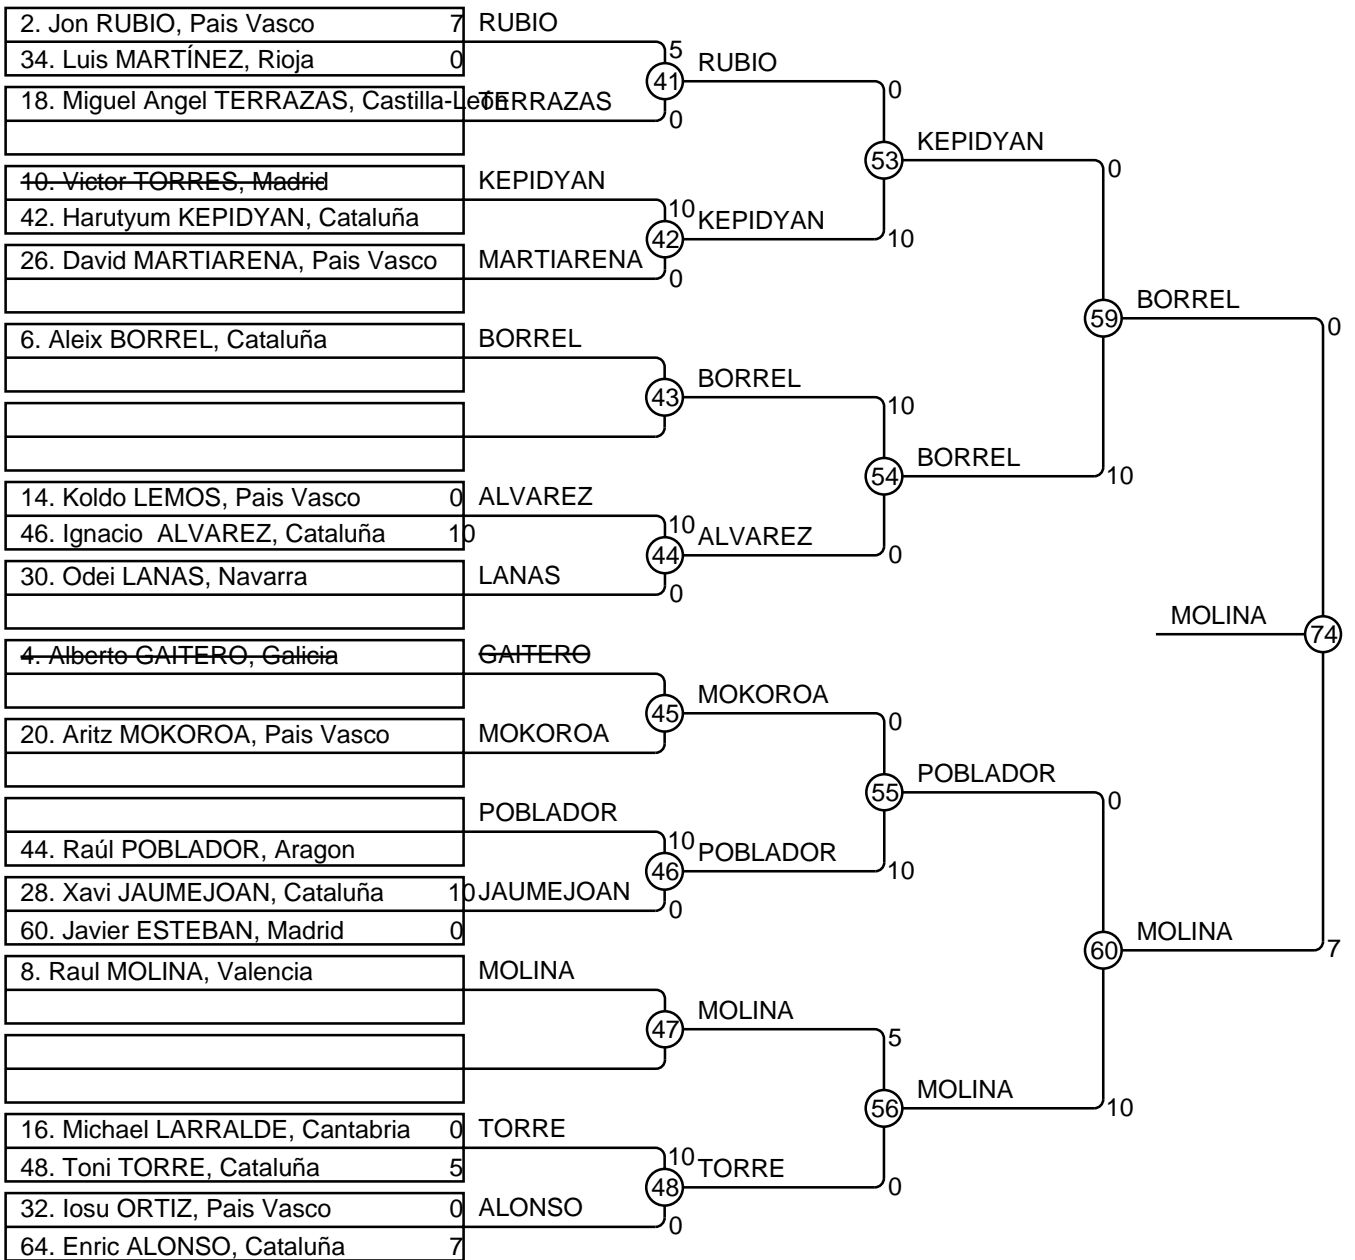 2. Jon RUBIO, Pais Vasco 7 RUBIO
5
34. Luis MARTÍNEZ, Rioja 0
41 RUBIO
0
18. Miguel Angel TERRAZAS, Castilla-León TERRAZAS
0
53 KEPIDYAN
0
10. Victor TORRES, Madrid KEPIDYAN
10
42. Harutyum KEPIDYAN, Cataluña
42 KEPIDYAN
10
26. David MARTIARENA, Pais Vasco MARTIARENA
0
59 BORREL
0
6. Aleix BORREL, Cataluña BORREL
43 BORREL
10
54 BORREL
10
14. Koldo LEMOS, Pais Vasco 0 ALVAREZ
10
46. Ignacio ALVAREZ, Cataluña 10
44 ALVAREZ
0
30. Odei LANAS, Navarra LANAS
0
MOLINA 74
4. Alberto GAITERO, Galicia GAITERO
45 MOKOROA
0
20. Aritz MOKOROA, Pais Vasco MOKOROA
55 POBLADOR
0
POBLADOR
10
44. Raúl POBLADOR, Aragon
46 POBLADOR
10
28. Xavi JAUMEJOAN, Cataluña 10 JAUMEJOAN
0
60. Javier ESTEBAN, Madrid 0
60 MOLINA
7
8. Raul MOLINA, Valencia MOLINA
47 MOLINA
5
56 MOLINA
10
16. Michael LARRALDE, Cantabria 0 TORRE
10
48. Toni TORRE, Cataluña 5
48 TORRE
0
32. Iosu ORTIZ, Pais Vasco 0 ALONSO
0
64. Enric ALONSO, Cataluña 7